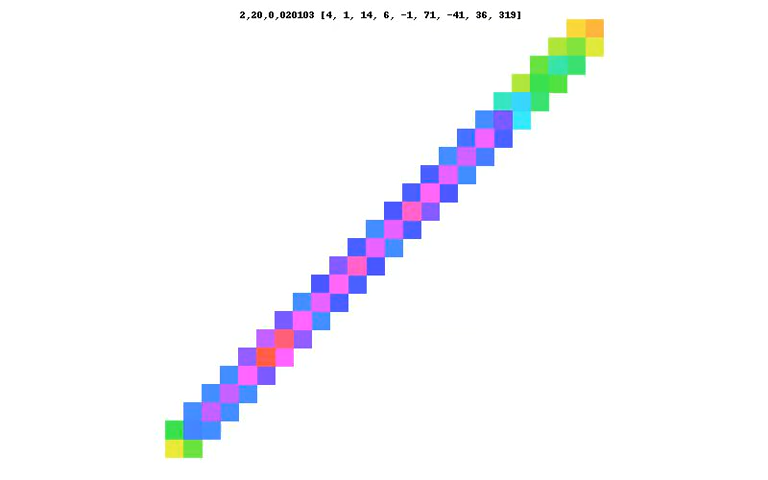 2,20,0,020103 [4, 1, 14, 6, -1, 71, -41, 36, 319]